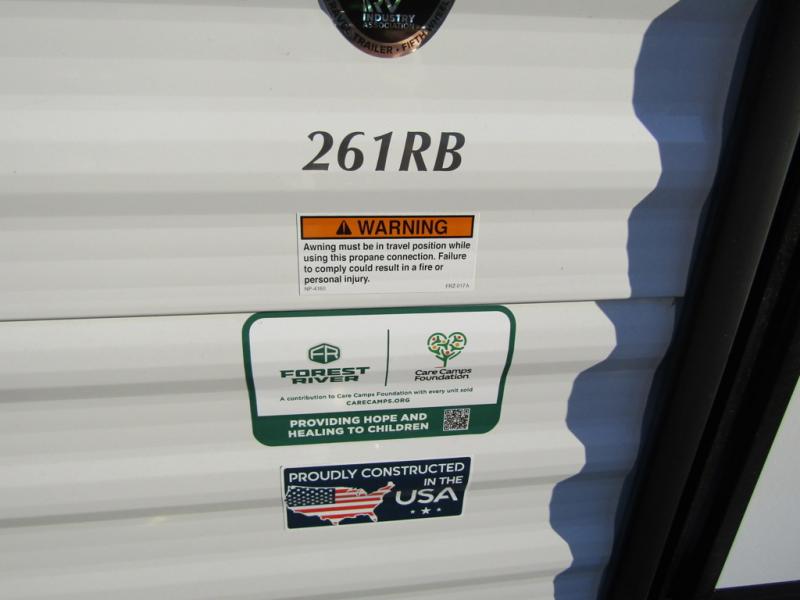 RV
INDUSTRY
ASSOCIATION
TRAVEL TRAILER • FIFTH WHEEL
261RB
WARNING
Awning must be in travel position while
using this propane connection. Failure
to comply could result in a fire or
personal injury.
NP-4160 FRZ-017A
FR
FOREST
RIVER
Care Camps
Foundation
A contribution to Care Camps Foundation with every unit sold
CARECAMPS.ORG
PROVIDING HOPE AND
HEALING TO CHILDREN
PROUDLY CONSTRUCTED
IN THE
USA